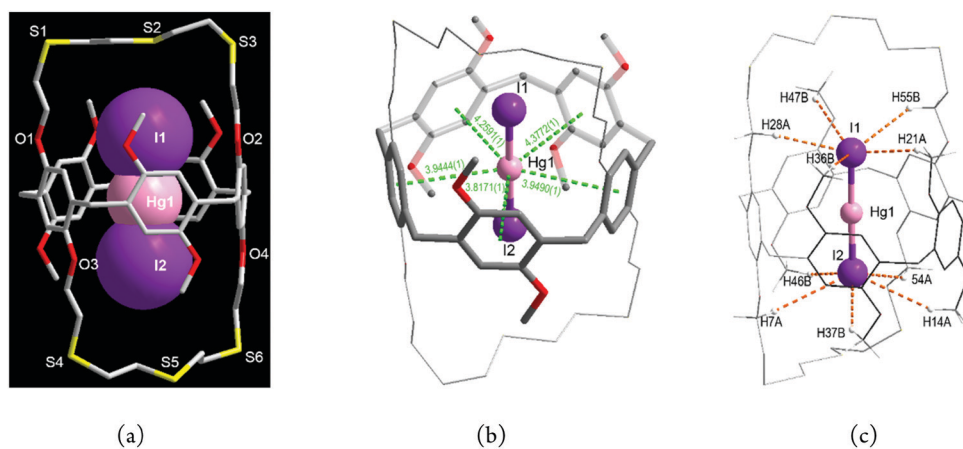 S1
S2
S3
I1
O1
O2
Hg1
I2
O3
O4
S4
S5
S6
(a)
I1
4.2591(1)
4.3772(1)
Hg1
3.9444(1)
3.8171(1)
3.9490(1)
I2
(b)
H47B
H55B
I1
H28A
H21A
H36B
Hg1
I2
H46B
54A
H7A
H14A
H37B
(c)